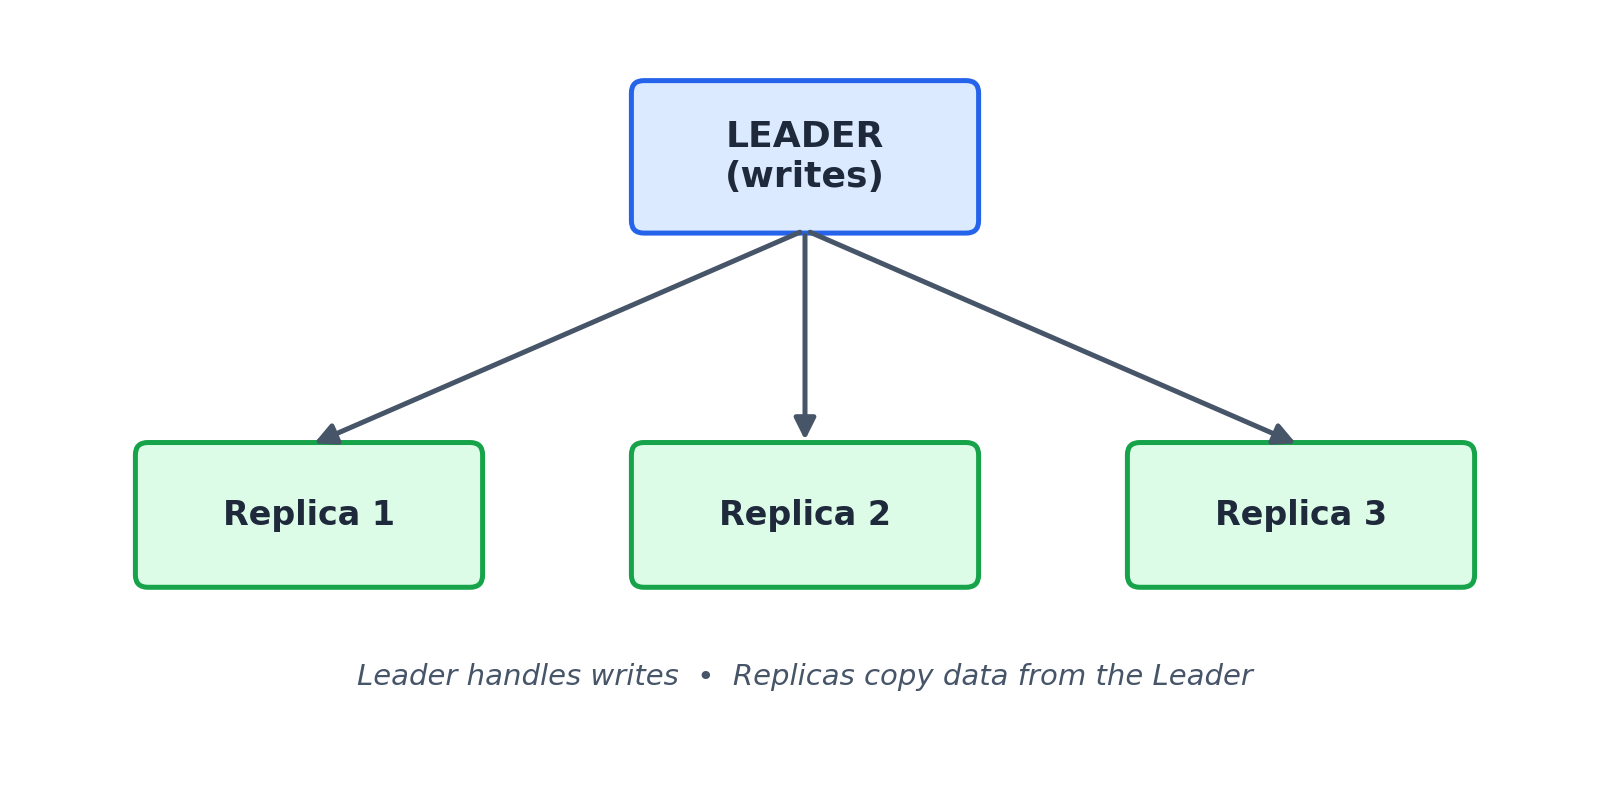 LEADER
(writes)
Replica 1
Replica 2
Replica 3
Leader handles writes • Replicas copy data from the Leader